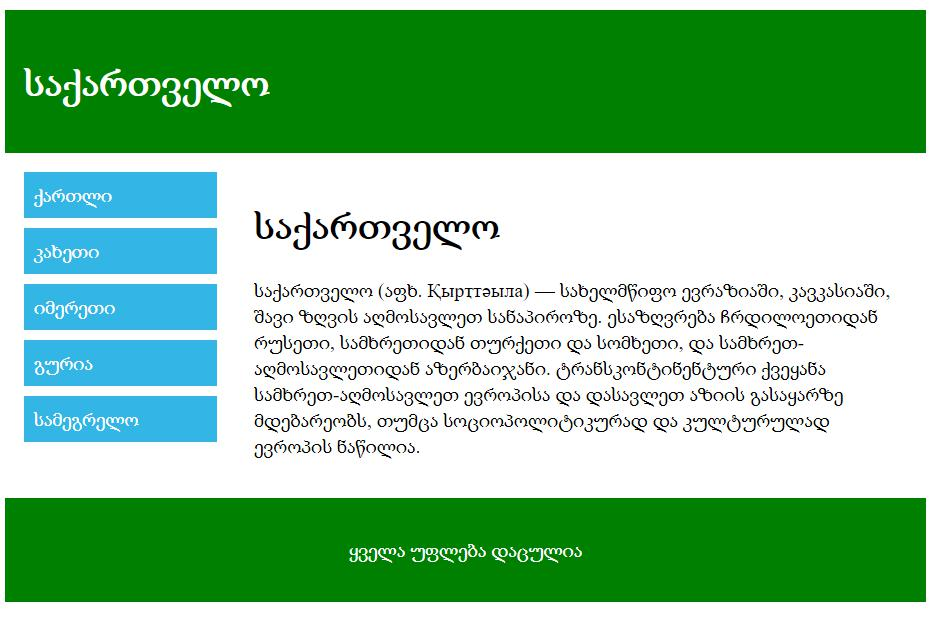 საქართველო
ქართლი
კახეთი
იმერეთი
გურია
სამეგრელო
საქართველო
საქართველო (აფხ. Қырҭтәыла) — სახელმწიფო ევრაზიაში, კავკასიაში,
შავი ზღვის აღმოსავლეთ სანაპიროზე. ესაზღვრება ჩრდილოეთიდან
რუსეთი, სამხრეთიდან თურქეთი და სომხეთი, და სამხრეთ-
აღმოსავლეთიდან აზერბაიჯანი. ტრანსკონტინენტური ქვეყანა
სამხრეთ-აღმოსავლეთ ევროპისა და დასავლეთ აზიის გასაყარზე
მდებარეობს, თუმცა სოციოპოლიტიკურად და კულტურულად
ევროპის ნაწილია.
ყველა უფლება დაცულია